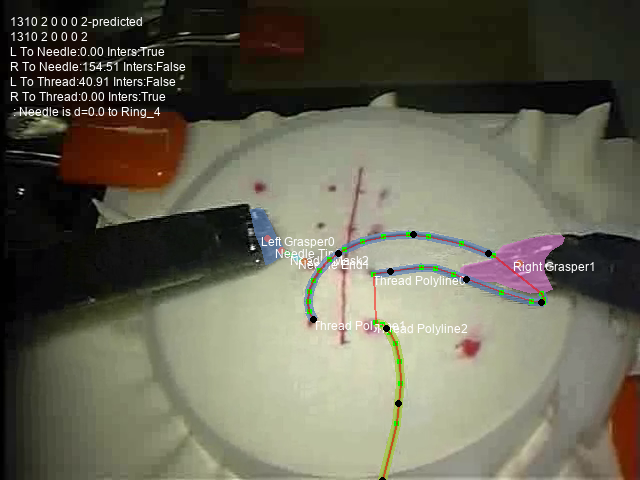 1310 2 0 0 0 2-predicted
1310 2 0 0 0 2
L To Needle:0.00 Inters:True
R To Needle:154.51 Inters:False
L To Thread:40.91 Inters:False
R To Thread:0.00 Inters:True
: Needle is d=0.0 to Ring_4
Left Grasper0
Needle Tip
Right Grasper1
Thread Polyline0
Thread Polyline2